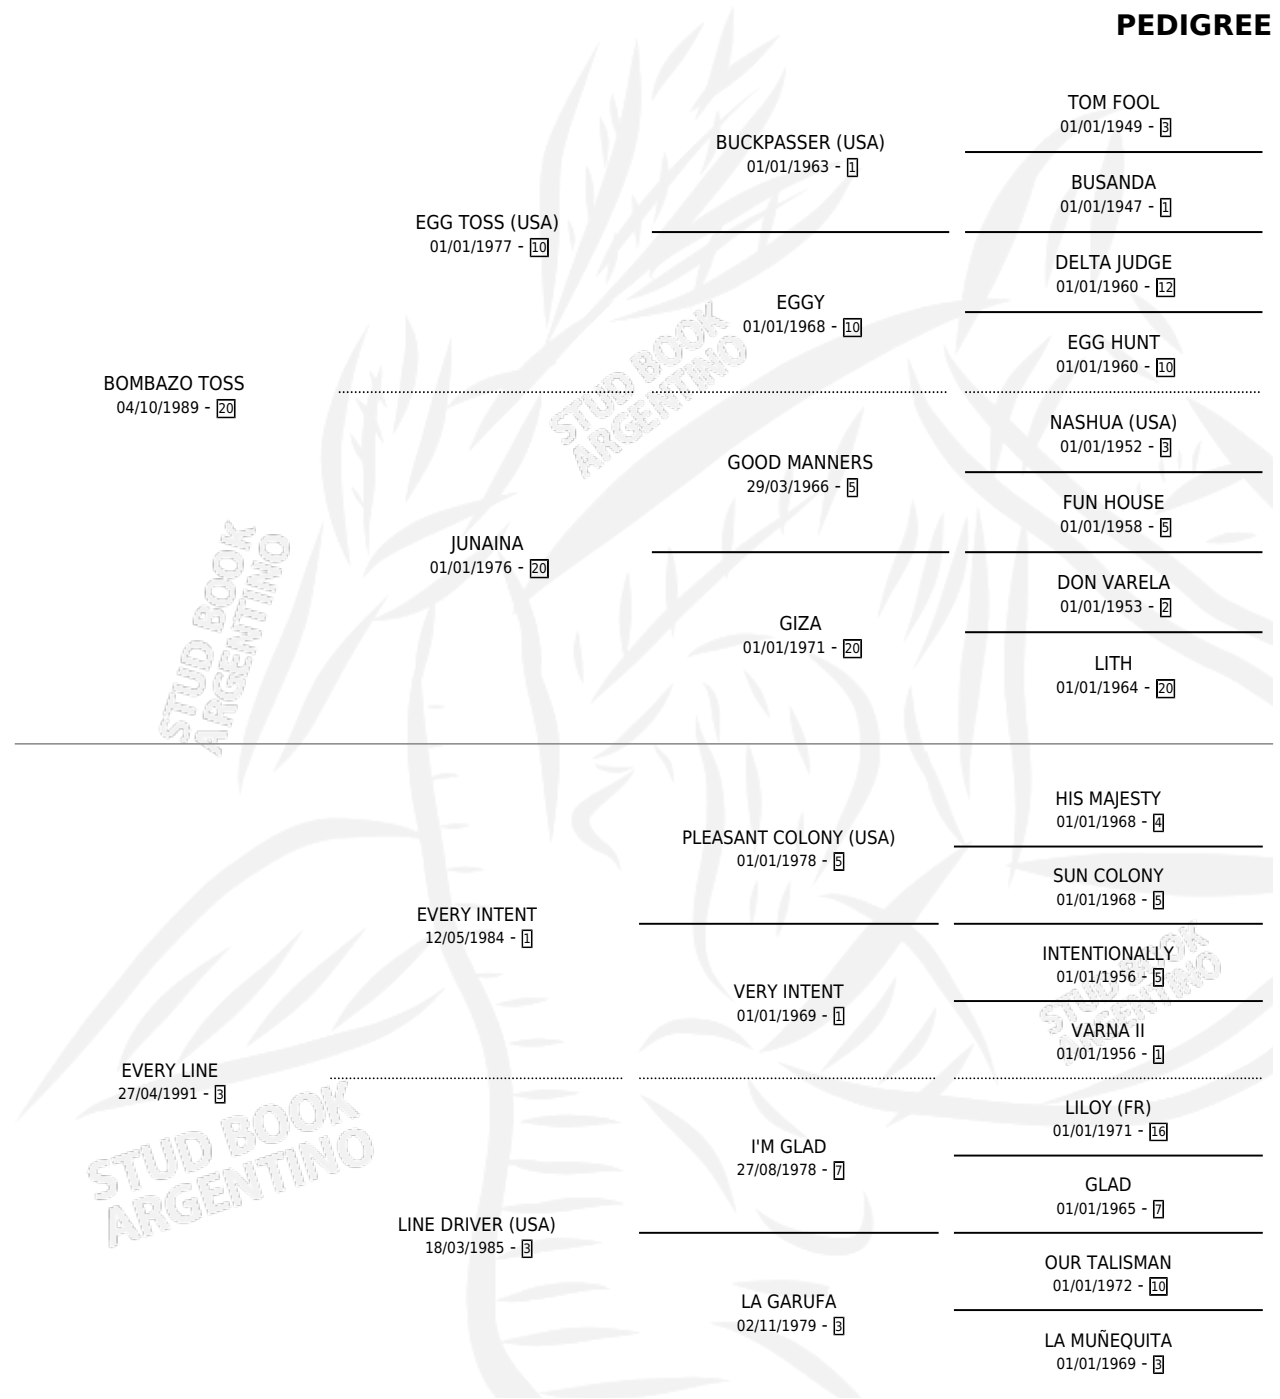 PEDIGREE
TOM FOOL
01/01/1949 - 3
BUCKPASSER (USA)
01/01/1963 - 1
BUSANDA
01/01/1947 - 1
EGG TOSS (USA)
01/01/1977 - 10
DELTA JUDGE
01/01/1960 - 12
EGGY
01/01/1968 - 10
EGG HUNT
01/01/1960 - 10
BOMBAZO TOSS
04/10/1989 - 20
NASHUA (USA)
01/01/1952 - 3
GOOD MANNERS
29/03/1966 - 5
FUN HOUSE
01/01/1958 - 5
JUNAINA
01/01/1976 - 20
DON VARELA
01/01/1953 - 2
GIZA
01/01/1971 - 20
LITH
01/01/1964 - 20
HIS MAJESTY
01/01/1968 - 4
PLEASANT COLONY (USA)
01/01/1978 - 5
SUN COLONY
01/01/1968 - 5
EVERY INTENT
12/05/1984 - 1
INTENTIONALLY
01/01/1956 - 5
VERY INTENT
01/01/1969 - 1
VARNA II
01/01/1956 - 1
EVERY LINE
27/04/1991 - 3
LILOY (FR)
01/01/1971 - 16
I'M GLAD
27/08/1978 - 7
GLAD
01/01/1965 - 7
LINE DRIVER (USA)
18/03/1985 - 3
OUR TALISMAN
01/01/1972 - 10
LA GARUFA
02/11/1979 - 3
LA MUÑEQUITA
01/01/1969 - 3
STUD BOOK
ARGENTINO
STUD BOOK
ARGENTINO
STUD BOOK
ARGENTINO
STUD BOOK
ARGENTINO